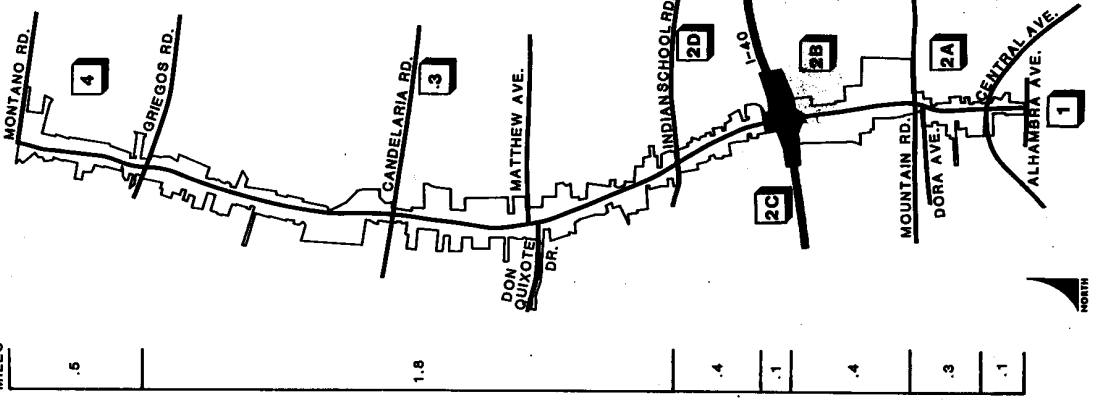 MILES
.5
1.8
.4
.1
.4
.3
.1
MONTANO RD.
4
GRIEGOS RD.
CANDELARIA RD.
.3
MATTHEW AVE.
DON
QUIXOTE
DR.
INDIAN SCHOOL RD
2D
I-40
2C
2B
MOUNTAIN RD.
2A
DORA AVE.
CENTRAL AVE.
ALHAMBRA AVE.
1
NORTH